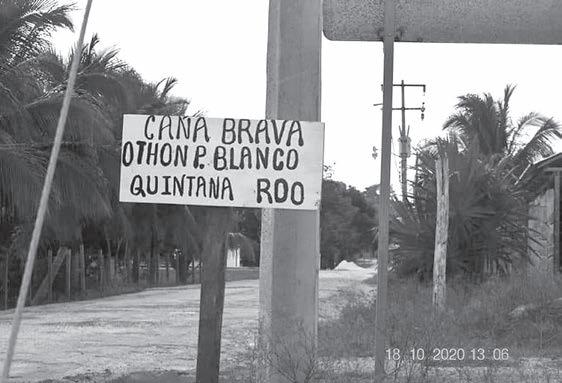 CAÑA BRAVA
OTHON P. BLANCO
QUINTANA ROO
18 10 2020 13 06